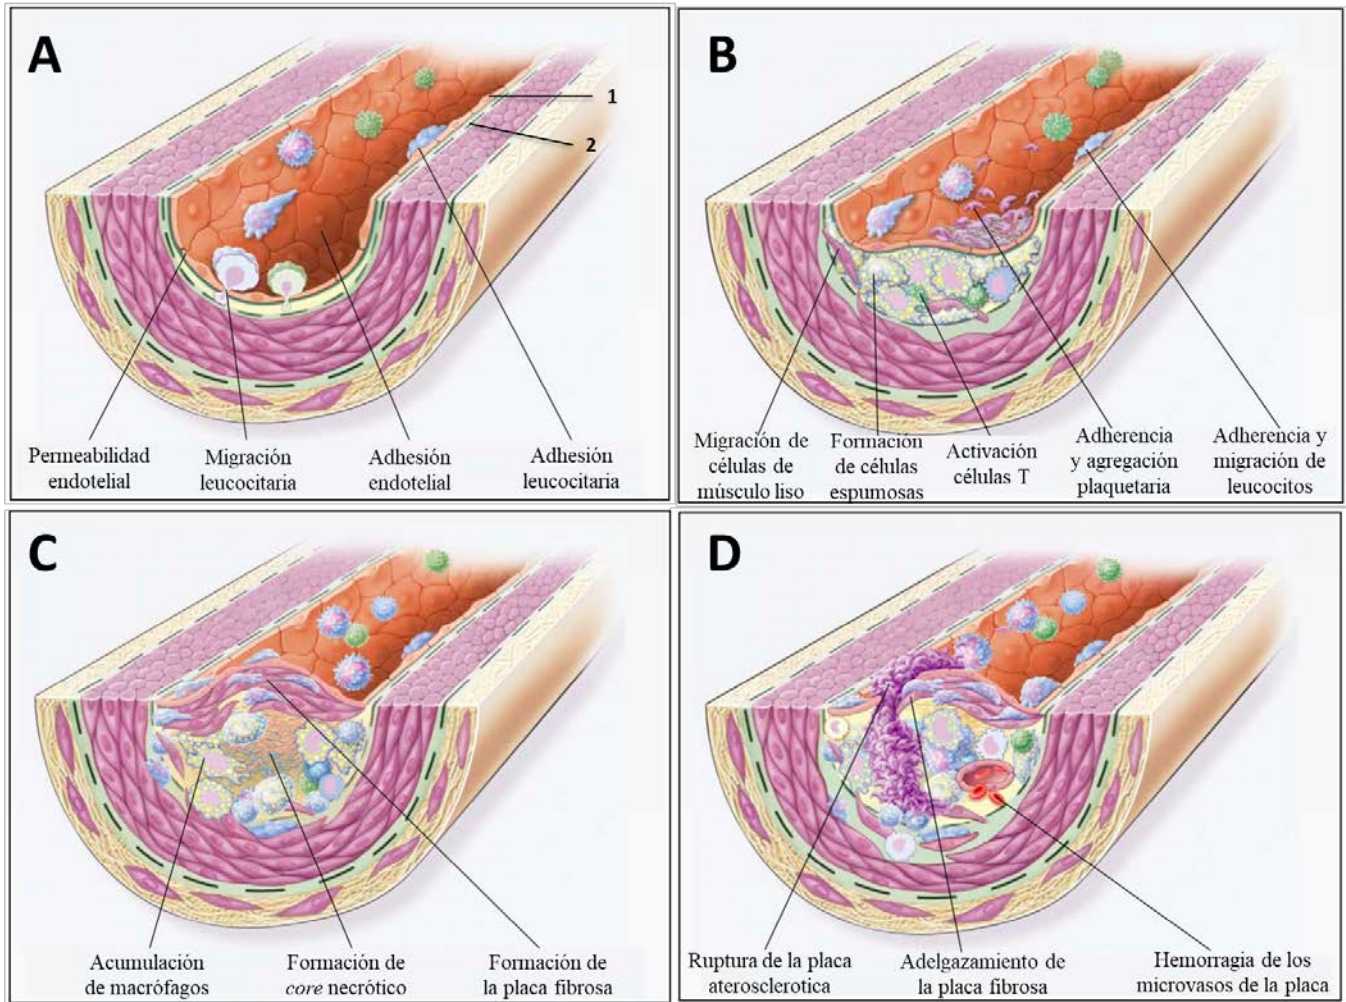 A
1
2
Permeabilidad
endotelial
Migración
leucocitaria
Adhesión
endotelial
Adhesión
leucocitaria
B
Migración de
células de
músculo liso
Formación
de células
espumosas
Activación
células T
Adherencia
y agregación
plaquetaria
Adherencia y
migración de
leucocitos
C
Acumulación
de macrófagos
Formación de
core necrótico
Formación de
la placa fibrosa
D
Ruptura de la placa
aterosclerotica
Adelgazamiento de
la placa fibrosa
Hemorragia de los
microvasos de la placa